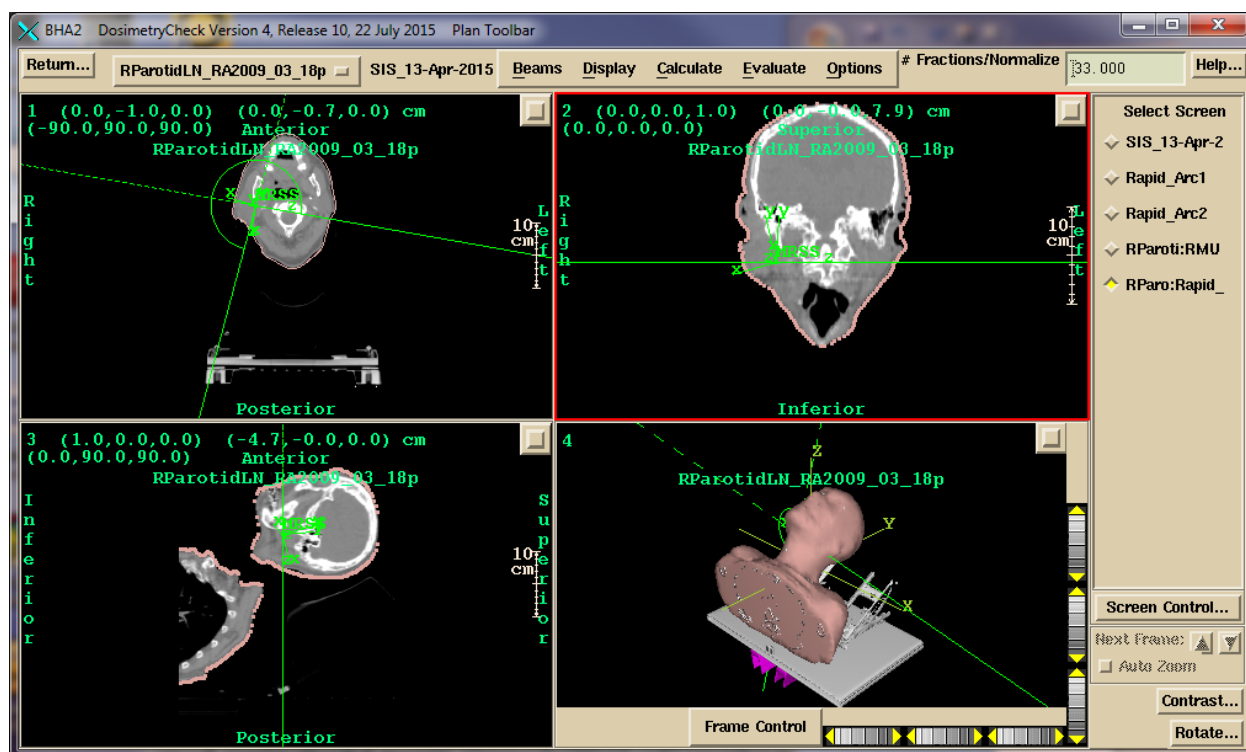 BHA2 DosimetryCheck Version 4, Release 10, 22 July 2015 Plan Toolbar
Return... RParotidLN_RA2009_03_18p SIS_13-Apr-2015 Beams Display Calculate Evaluate Options # Fractions/Normalize 33.000 Help...
1 (0.0,-1.0,0.0) (0.0,-0.7,0.0) cm
(-90.0,90.0,90.0) Anterior
RParotidLN_RA2009_03_18p
Right
Left
10
cm
Posterior
2 (0.0,0.0,1.0) (0.0,-0.0,7.9) cm
(0.0,0.0,0.0) Superior
RParotidLN_RA2009_03_18p
Right
Left
10
cm
Inferior
3 (1.0,0.0,0.0) (-4.7,-0.0,0.0) cm
(0.0,90.0,90.0) Anterior
RParotidLN_RA2009_03_18p
Inferior
Superior
10
cm
Posterior
4
RParotidLN_RA2009_03_18p
Z
Y
X
Frame Control
Select Screen
SIS_13-Apr-2
Rapid_Arc1
Rapid_Arc2
RParoti:RMU
RParo:Rapid_
Screen Control...
Next Frame:
Auto Zoom
Contrast...
Rotate...